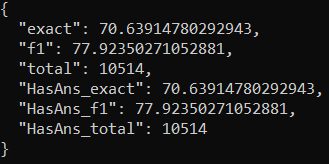 {
"exact": 70.63914780292943,
"f1": 77.92350271052881,
"total": 10514,
"HasAns_exact": 70.63914780292943,
"HasAns_f1": 77.92350271052881,
"HasAns_total": 10514
}